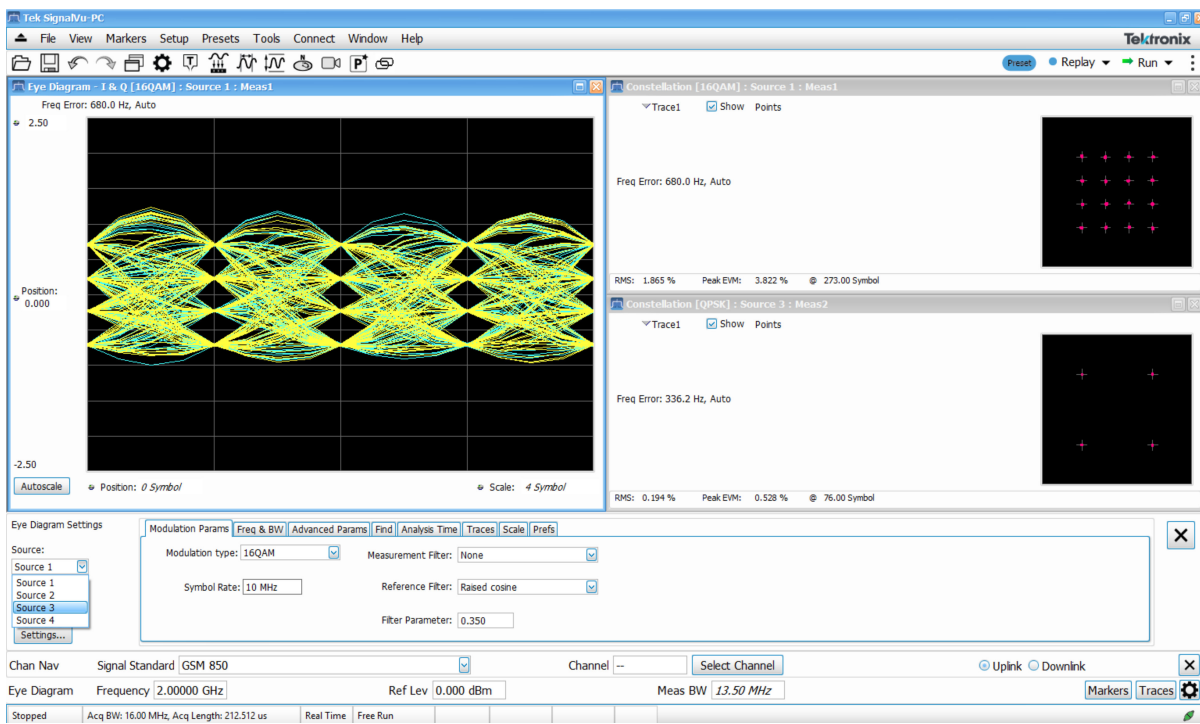 Tek SignalVu-PC
File View Markers Setup Presets Tools Connect Window Help
Tektronix
Preset Replay Run
Eye Diagram - I & Q [16QAM] : Source 1 : Meas1
Freq Error: 680.0 Hz, Auto
2.50
Position:
0.000
-2.50
Autoscale
Position: 0 Symbol
Scale: 4 Symbol
Constellation [16QAM] : Source 1 : Meas1
Trace1 Show Points
Freq Error: 680.0 Hz, Auto
RMS: 1.865 % Peak EVM: 3.822 % @ 273.00 Symbol
Constellation [QPSK] : Source 3 : Meas2
Trace1 Show Points
Freq Error: 336.2 Hz, Auto
RMS: 0.194 % Peak EVM: 0.528 % @ 76.00 Symbol
Eye Diagram Settings
Source:
Source 1
Source 1
Source 2
Source 3
Source 4
Settings...
Modulation Params Freq & BW Advanced Params Find Analysis Time Traces Scale Prefs
Modulation type: 16QAM
Measurement Filter: None
Symbol Rate: 10 MHz
Reference Filter: Raised cosine
Filter Parameter: 0.350
Chan Nav Signal Standard GSM 850 Channel -- Select Channel Uplink Downlink
Eye Diagram Frequency 2.00000 GHz Ref Lev 0.000 dBm Meas BW 13.50 MHz Markers Traces
Stopped Acq BW: 16.00 MHz, Acq Length: 212.512 us Real Time Free Run